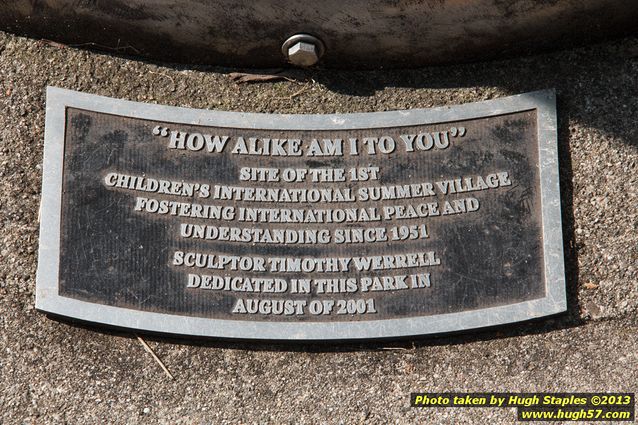 “HOW ALIKE AM I TO YOU”
SITE OF THE 1ST
CHILDREN'S INTERNATIONAL SUMMER VILLAGE
FOSTERING INTERNATIONAL PEACE AND
UNDERSTANDING SINCE 1951
SCULPTOR TIMOTHY WERRELL
DEDICATED IN THIS PARK IN
AUGUST OF 2001
Photo taken by Hugh Staples ©2013
www.hugh57.com